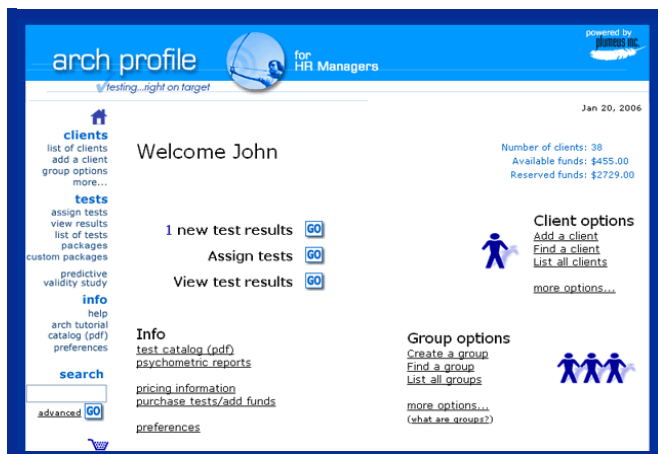 arch profile
for
HR Managers
powered by
plumeus inc.
testing...right on target
Jan 20, 2006
clients
list of clients
add a client
group options
more...
tests
assign tests
view results
list of tests
packages
custom packages
predictive
validity study
info
help
arch tutorial
catalog (pdf)
preferences
search
advanced GO
Welcome John
Number of clients: 38
Available funds: $455.00
Reserved funds: $2729.00
1 new test results GO
Assign tests GO
View test results GO
Client options
Add a client
Find a client
List all clients
more options...
Info
test catalog (pdf)
psychometric reports
pricing information
purchase tests/add funds
preferences
Group options
Create a group
Find a group
List all groups
more options...
(what are groups?)